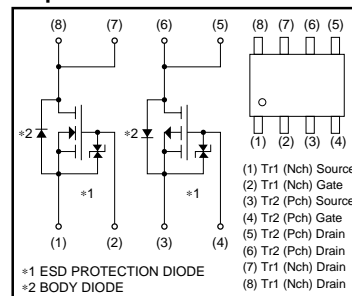 (8) (7) (6) (5)
(8) (7) (6) (5)
*2 *2
*1 *1
(1) (2) (3) (4)
(1) (2) (3) (4)
(1) Tr1 (Nch) Source
(2) Tr1 (Nch) Gate
(3) Tr2 (Pch) Source
(4) Tr2 (Pch) Gate
(5) Tr2 (Pch) Drain
(6) Tr2 (Pch) Drain
(7) Tr1 (Nch) Drain
(8) Tr1 (Nch) Drain
*1 ESD PROTECTION DIODE
*2 BODY DIODE